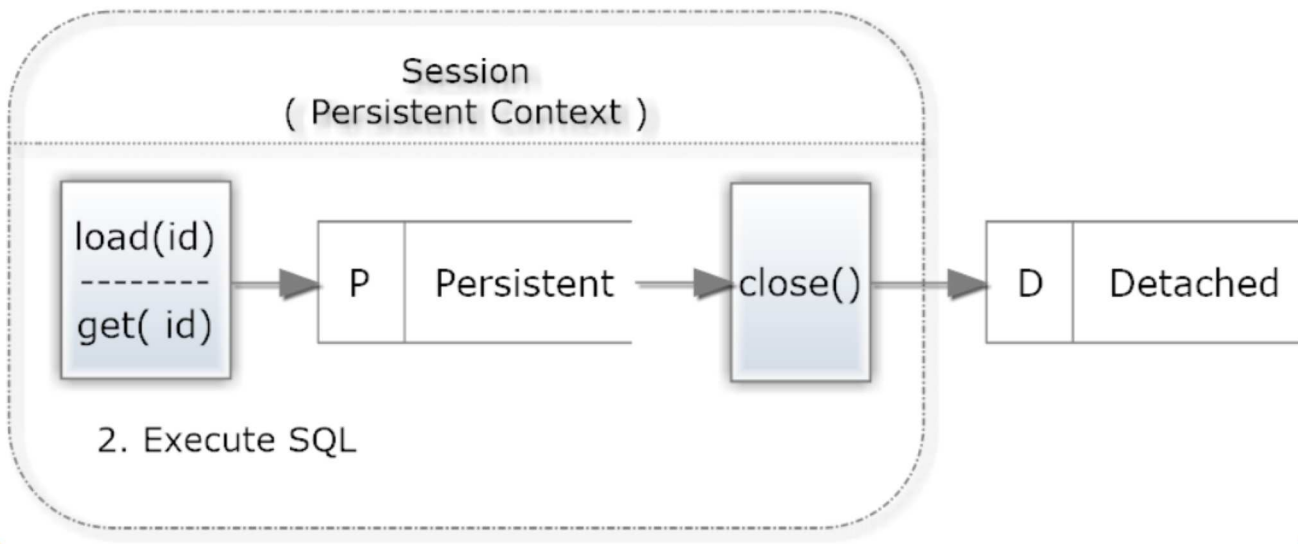 Session
( Persistent Context )
load(id)
get( id)
P
Persistent
close()
D
Detached
2. Execute SQL